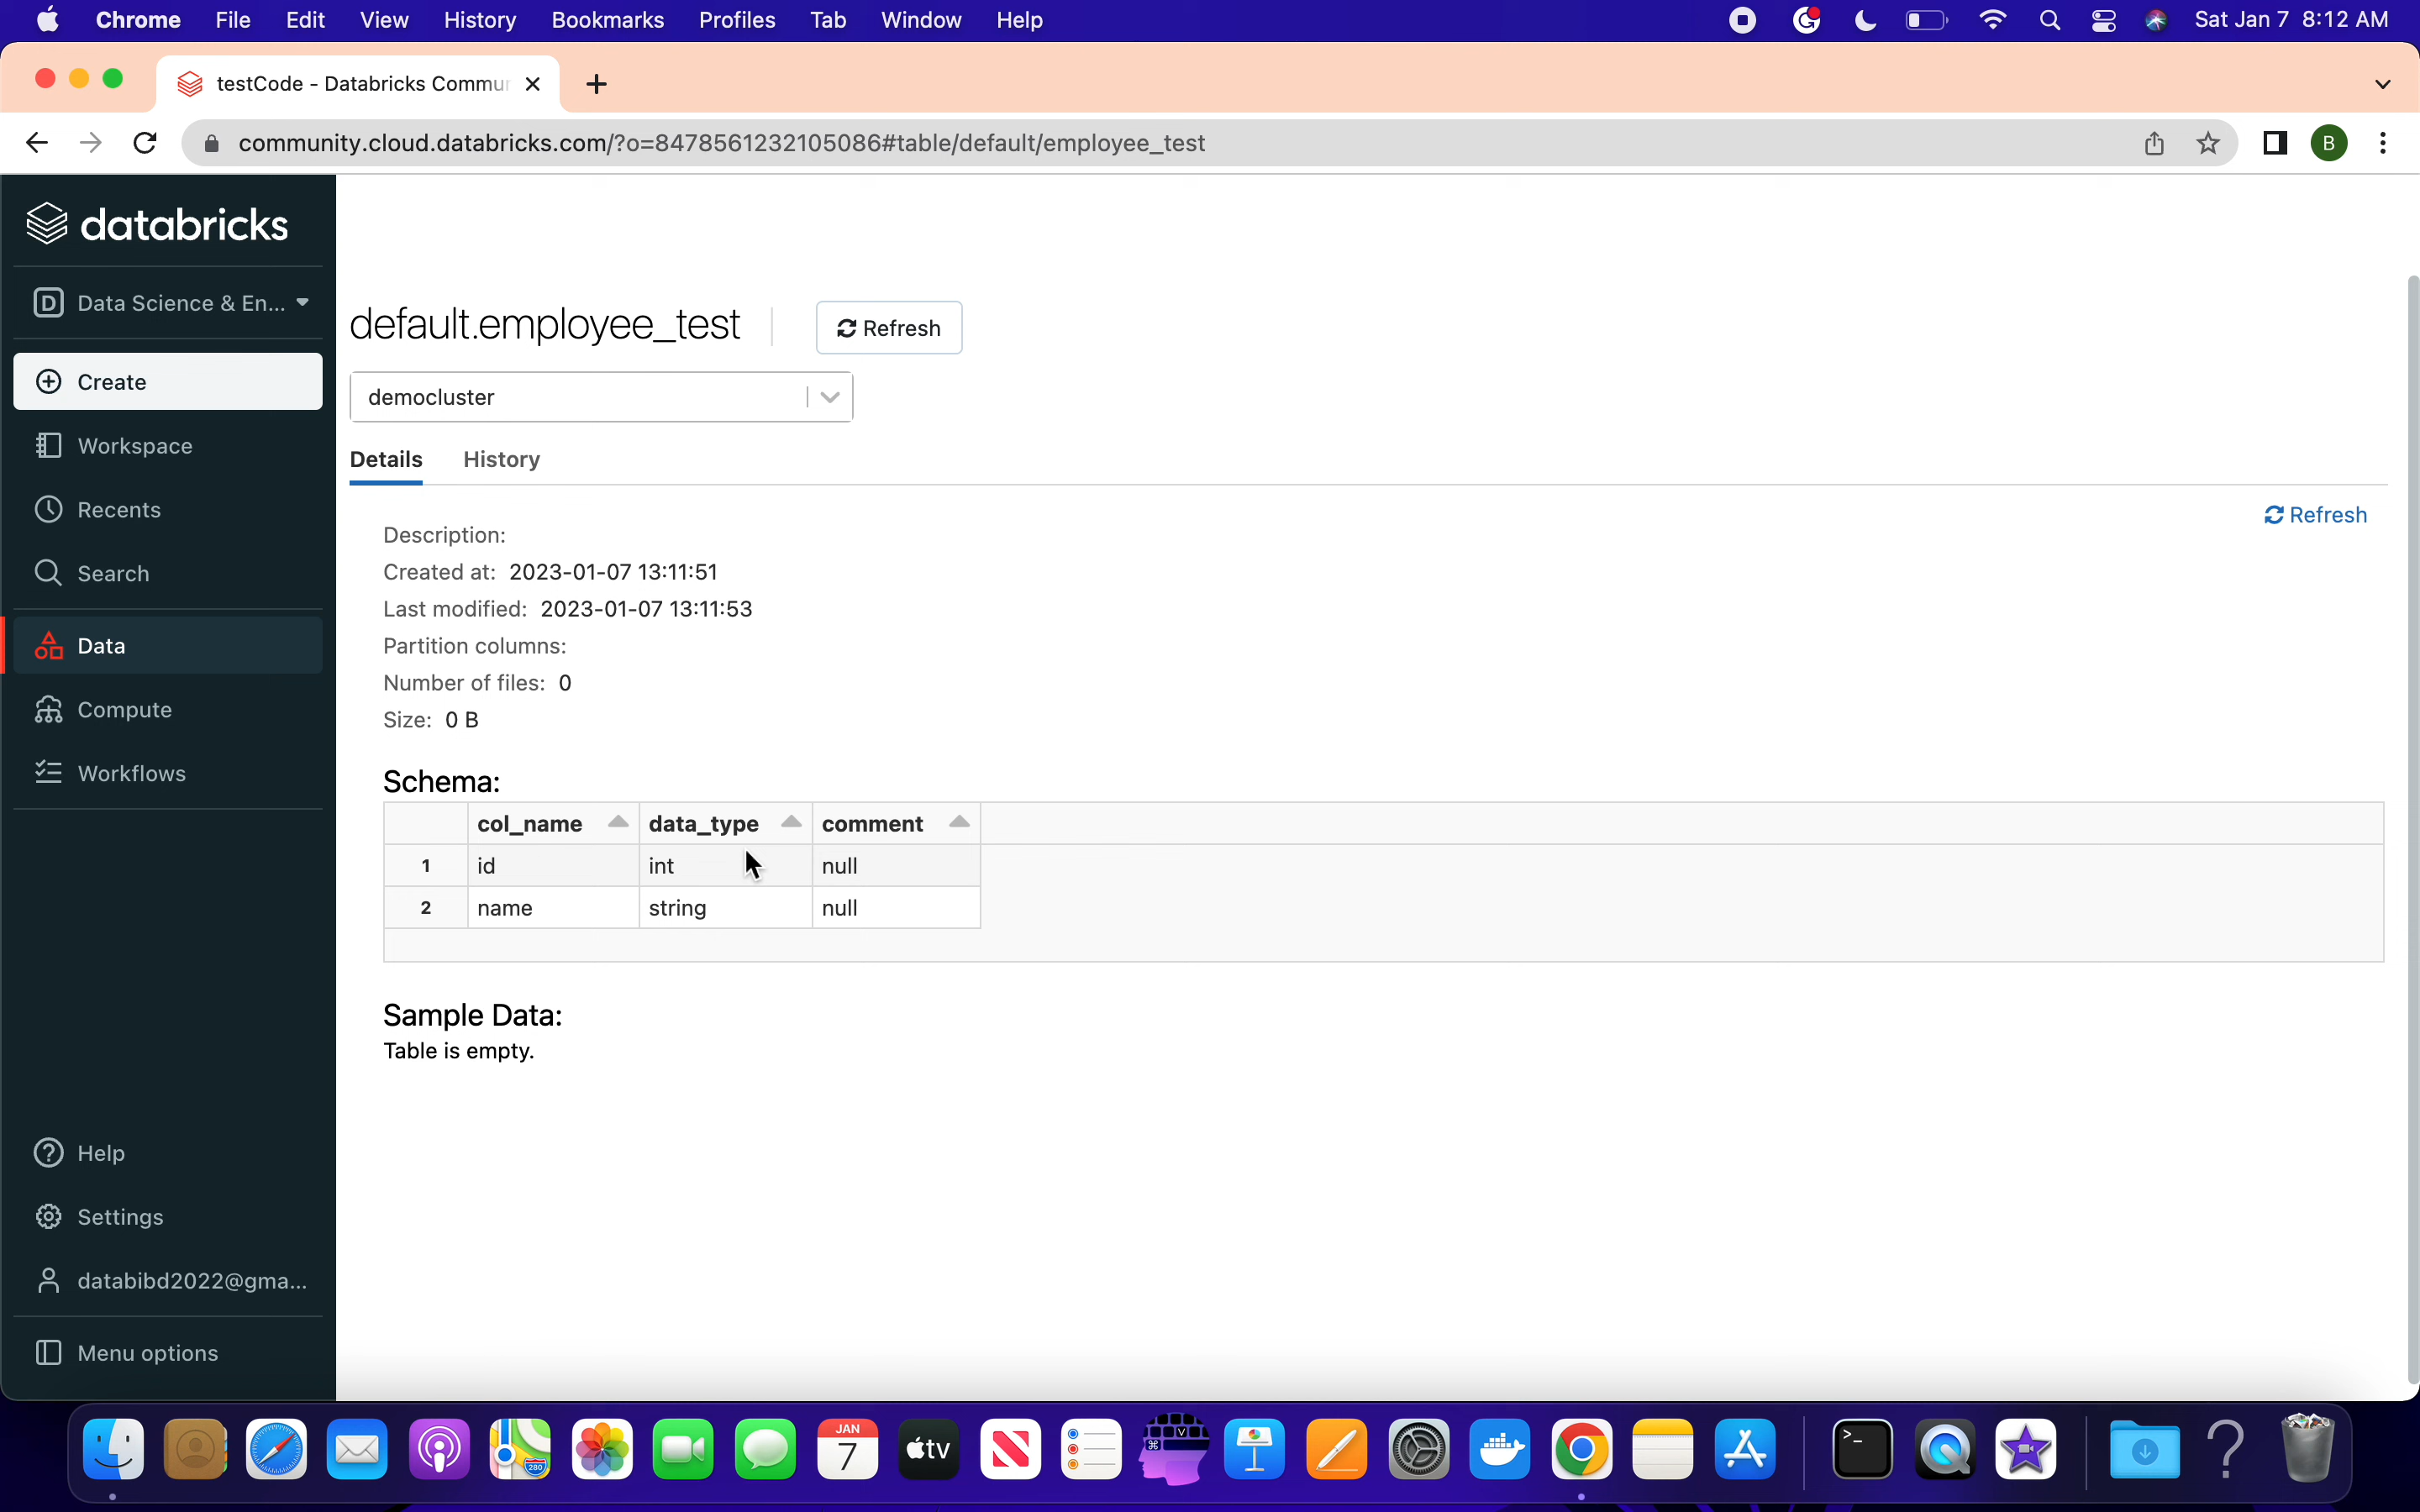 Chrome File Edit View History Bookmarks Profiles Tab Window Help Sat Jan 7 8:12 AM
testCode - Databricks Commu
community.cloud.databricks.com/?o=8478561232105086#table/default/employee_test
B
databricks
D Data Science & En...
Create
Workspace
Recents
Search
Data
Compute
Workflows
Help
Settings
databibd2022@gma...
Menu options
default.employee_test
Refresh
democluster
Details History
Refresh
Description:
Created at: 2023-01-07 13:11:51
Last modified: 2023-01-07 13:11:53
Partition columns:
Number of files: 0
Size: 0 B
Schema:
col_name data_type comment
1 id int null
2 name string null
Sample Data:
Table is empty.
280
JAN
7
tv
⌘ V
>_